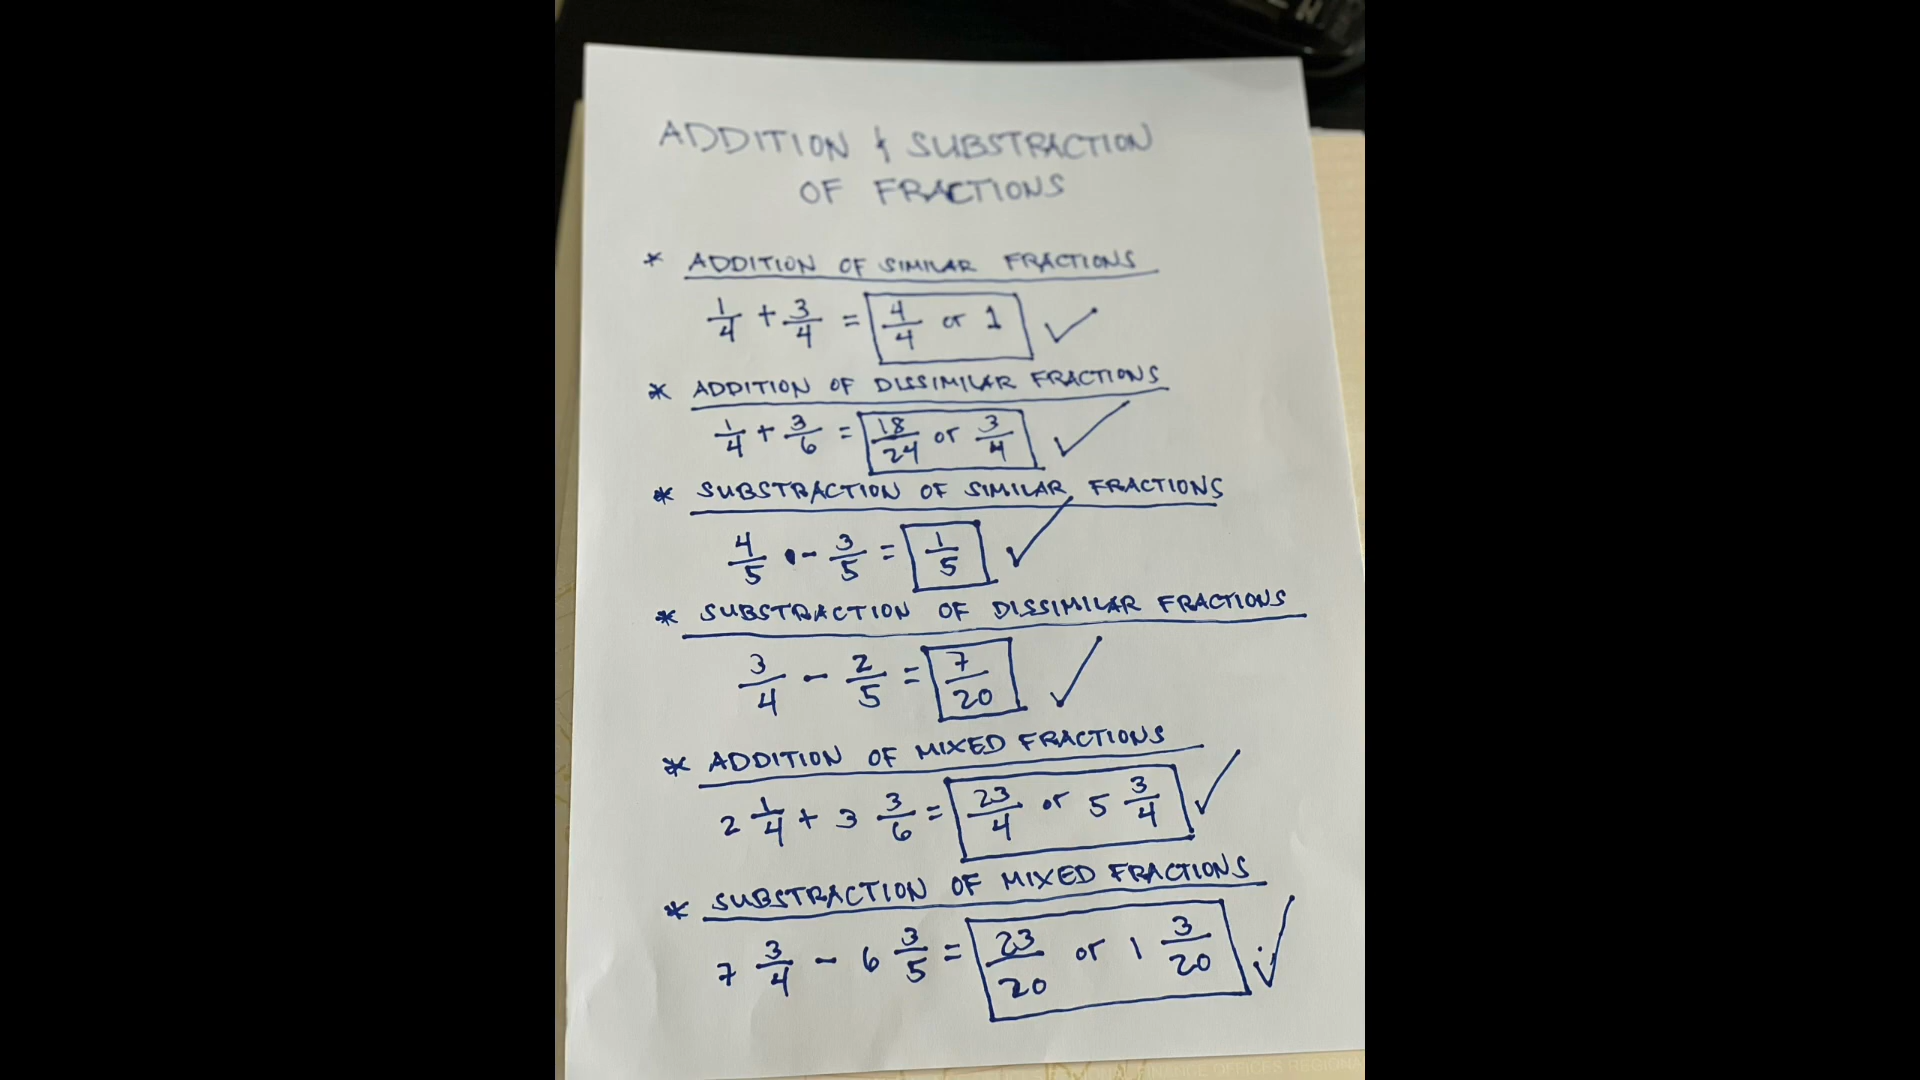 ADDITION & SUBSTRACTION
OF FRACTIONS
* ADDITION OF SIMILAR FRACTIONS
1/4 + 3/4 = 4/4 or 1 ✓
* ADDITION OF DISSIMILAR FRACTIONS
1/4 + 3/6 = 18/24 or 3/4 ✓
* SUBSTRACTION OF SIMILAR FRACTIONS
4/5 - 3/5 = 1/5 ✓
* SUBSTRACTION OF DISSIMILAR FRACTIONS
3/4 - 2/5 = 7/20 ✓
* ADDITION OF MIXED FRACTIONS
2 1/4 + 3 3/6 = 23/4 or 5 3/4 ✓
* SUBSTRACTION OF MIXED FRACTIONS
7 3/4 - 6 3/5 = 23/20 or 1 3/20 ✓
FINANCE OFFICES REGIONA